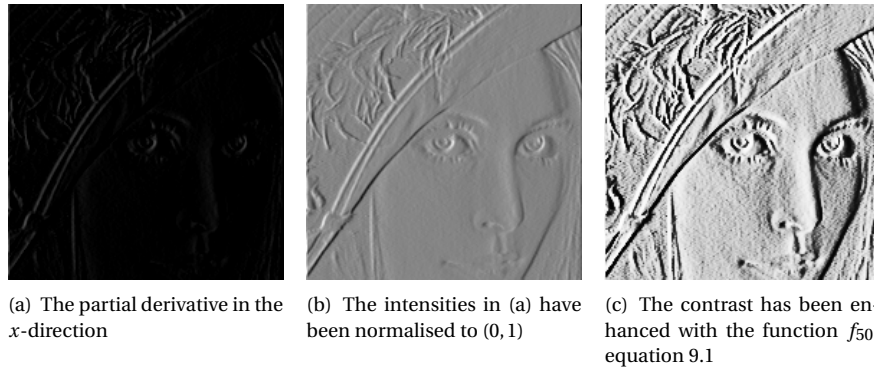 (a) The partial derivative in the
x-direction
(b) The intensities in (a) have
been normalised to (0,1)
(c) The contrast has been en-
hanced with the function f50
equation 9.1